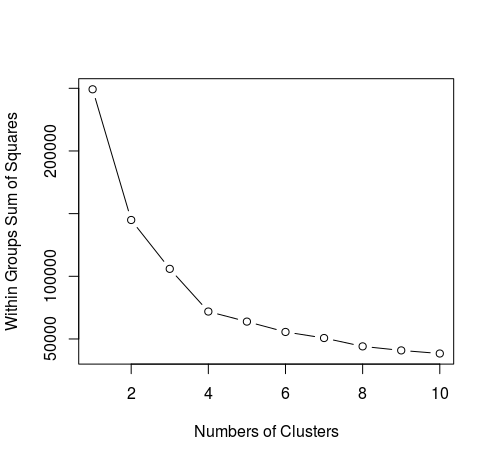 Within Groups Sum of Squares
200000
100000
50000
2 4 6 8 10
Numbers of Clusters